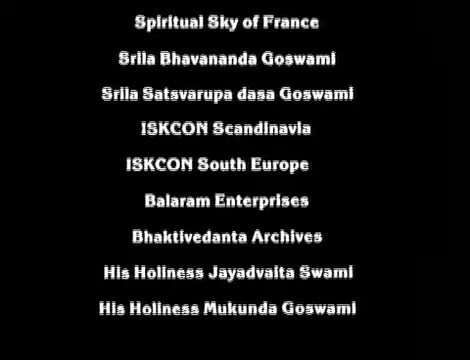 Spiritual Sky of France
Srila Bhavananda Goswami
Srila Satsvarupa dasa Goswami
ISKCON Scandinavia
ISKCON South Europe
Balaram Enterprises
Bhaktivedanta Archives
His Holiness Jayadvaita Swami
His Holiness Mukunda Goswami